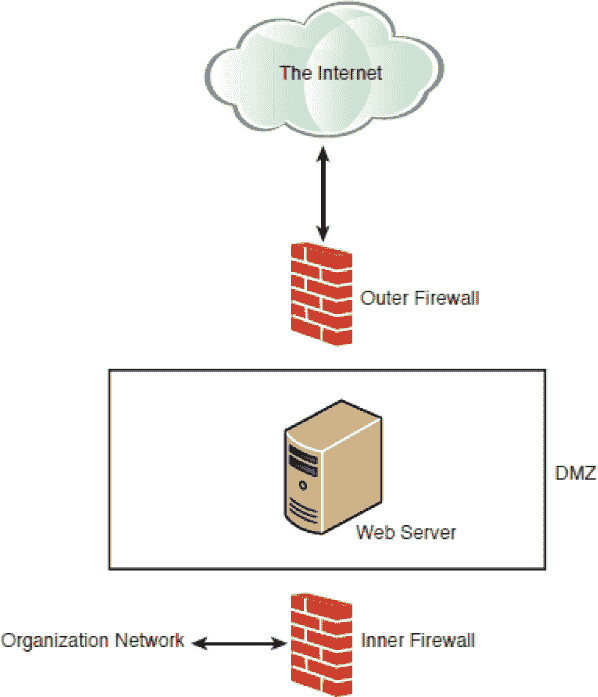 The Internet
Outer Firewall
DMZ
Web Server
Organization Network
Inner Firewall